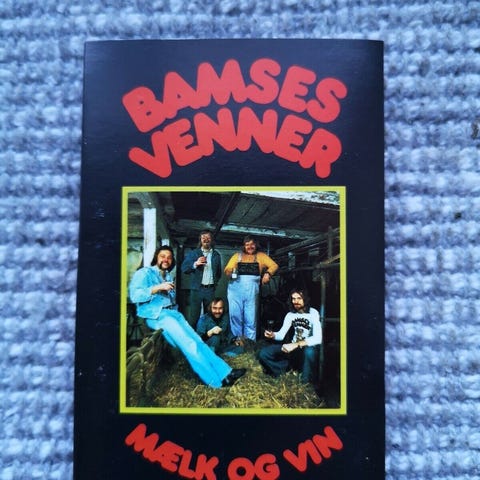 BAMSES
VENNER
MÆLK OG VIN